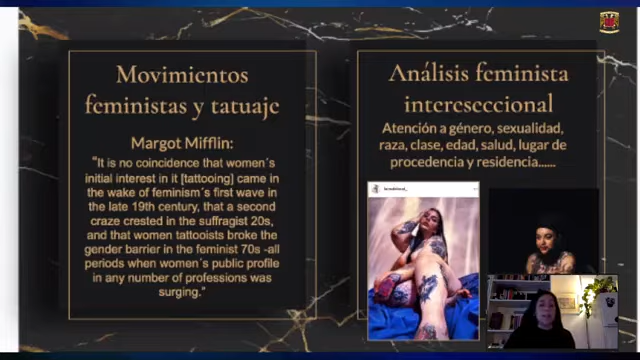 Movimientos
feministas y tatuaje
Margot Mifflin:
"It is no coincidence that women´s
initial interest in it [tattooing] came in
the wake of feminism´s first wave in
the late 19th century, that a second
craze crested in the suffragist 20s,
and that women tattooists broke the
gender barrier in the feminist 70s -all
periods when women´s public profile
in any number of professions was
surging."
Análisis feminista
intereseccional
Atención a género, sexualidad,
raza, clase, edad, salud, lugar de
procedencia y residencia......